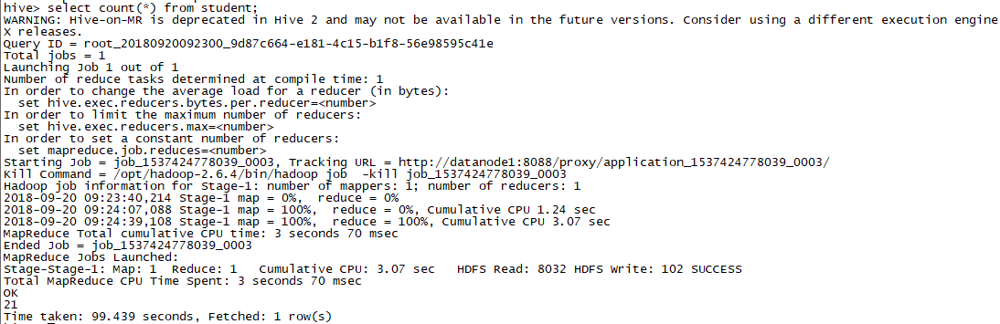 hive> select count(*) from student;
WARNING: Hive-on-MR is deprecated in Hive 2 and may not be available in the future versions. Consider using a different execution engine
X releases.
Query ID = root_20180920092300_9d87c664-e181-4c15-b1f8-56e98595c41e
Total jobs = 1
Launching Job 1 out of 1
Number of reduce tasks determined at compile time: 1
In order to change the average load for a reducer (in bytes):
  set hive.exec.reducers.bytes.per.reducer=<number>
In order to limit the maximum number of reducers:
  set hive.exec.reducers.max=<number>
In order to set a constant number of reducers:
  set mapreduce.job.reduces=<number>
Starting Job = job_1537424778039_0003, Tracking URL = http://datanode1:8088/proxy/application_1537424778039_0003/
Kill Command = /opt/hadoop-2.6.4/bin/hadoop job  -kill job_1537424778039_0003
Hadoop job information for Stage-1: number of mappers: 1; number of reducers: 1
2018-09-20 09:23:40,214 Stage-1 map = 0%,  reduce = 0%
2018-09-20 09:24:07,088 Stage-1 map = 100%,  reduce = 0%, Cumulative CPU 1.24 sec
2018-09-20 09:24:39,108 Stage-1 map = 100%,  reduce = 100%, Cumulative CPU 3.07 sec
MapReduce Total cumulative CPU time: 3 seconds 70 msec
Ended Job = job_1537424778039_0003
MapReduce Jobs Launched:
Stage-Stage-1: Map: 1  Reduce: 1   Cumulative CPU: 3.07 sec   HDFS Read: 8032 HDFS Write: 102 SUCCESS
Total MapReduce CPU Time Spent: 3 seconds 70 msec
OK
21
Time taken: 99.439 seconds, Fetched: 1 row(s)